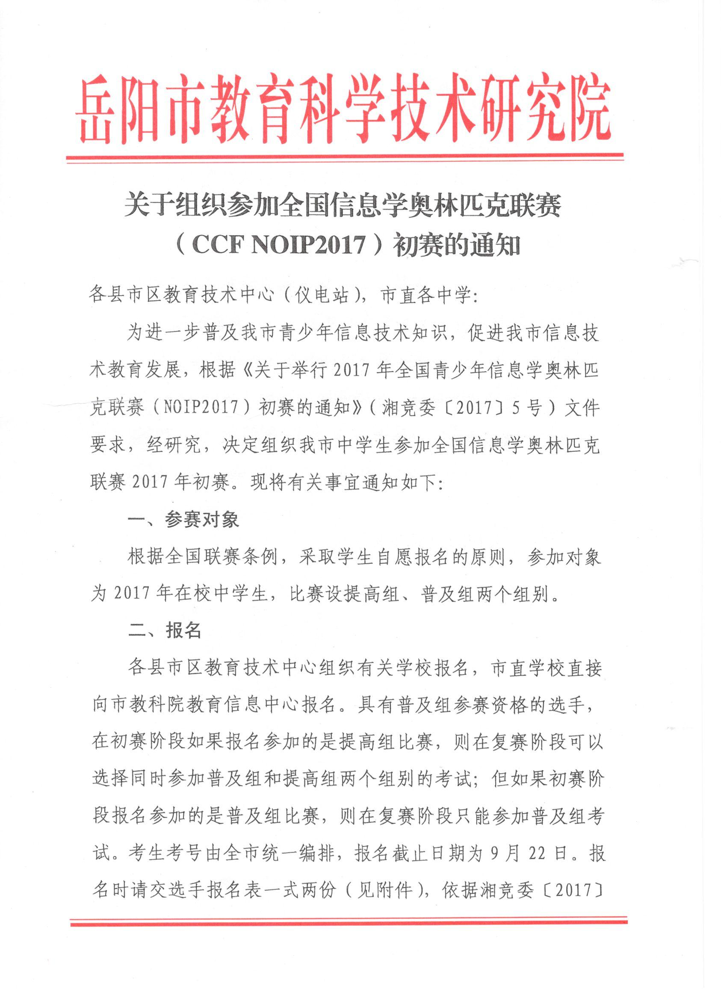 岳阳市教育科学技术研究院
关于组织参加全国信息学奥林匹克联赛
（CCF NOIP2017）初赛的通知
各县市区教育技术中心（仪电站），市直各中学：
为进一步普及我市青少年信息技术知识，促进我市信息技
术教育发展，根据《关于举行 2017 年全国青少年信息学奥林匹
克联赛（NOIP2017）初赛的通知》（湘竞委〔2017〕5 号）文件
要求，经研究，决定组织我市中学生参加全国信息学奥林匹克
联赛 2017 年初赛。现将有关事宜通知如下：
一、参赛对象
根据全国联赛条例，采取学生自愿报名的原则，参加对象
为 2017 年在校中学生，比赛设提高组、普及组两个组别。
二、报名
各县市区教育技术中心组织有关学校报名，市直学校直接
向市教科院教育信息中心报名。具有普及组参赛资格的选手，
在初赛阶段如果报名参加的是提高组比赛，则在复赛阶段可以
选择同时参加普及组和提高组两个组别的考试；但如果初赛阶
段报名参加的是普及组比赛，则在复赛阶段只能参加普及组考
试。考生考号由全市统一编排，报名截止日期为 9 月 22 日。报
名时请交选手报名表一式两份（见附件），依据湘竞委〔2017〕